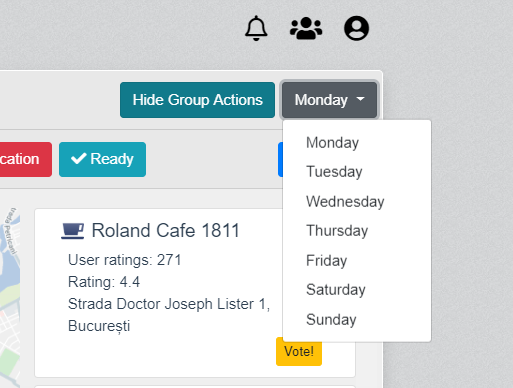 Hide Group Actions
Monday
Monday
Tuesday
Wednesday
Thursday
Friday
Saturday
Sunday
cation
Ready
Roland Cafe 1811
User ratings: 271
Rating: 4.4
Strada Doctor Joseph Lister 1,
București
Vote!